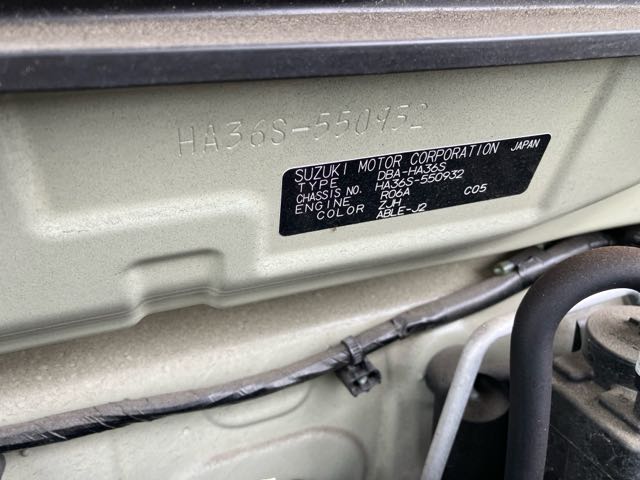 HA36S-550932
SUZUKI MOTOR CORPORATION JAPAN
TYPE DBA-HA36S
CHASSIS NO. HA36S-550932
ENGINE R06A C05
COLOR ZJH
ABLE-J2